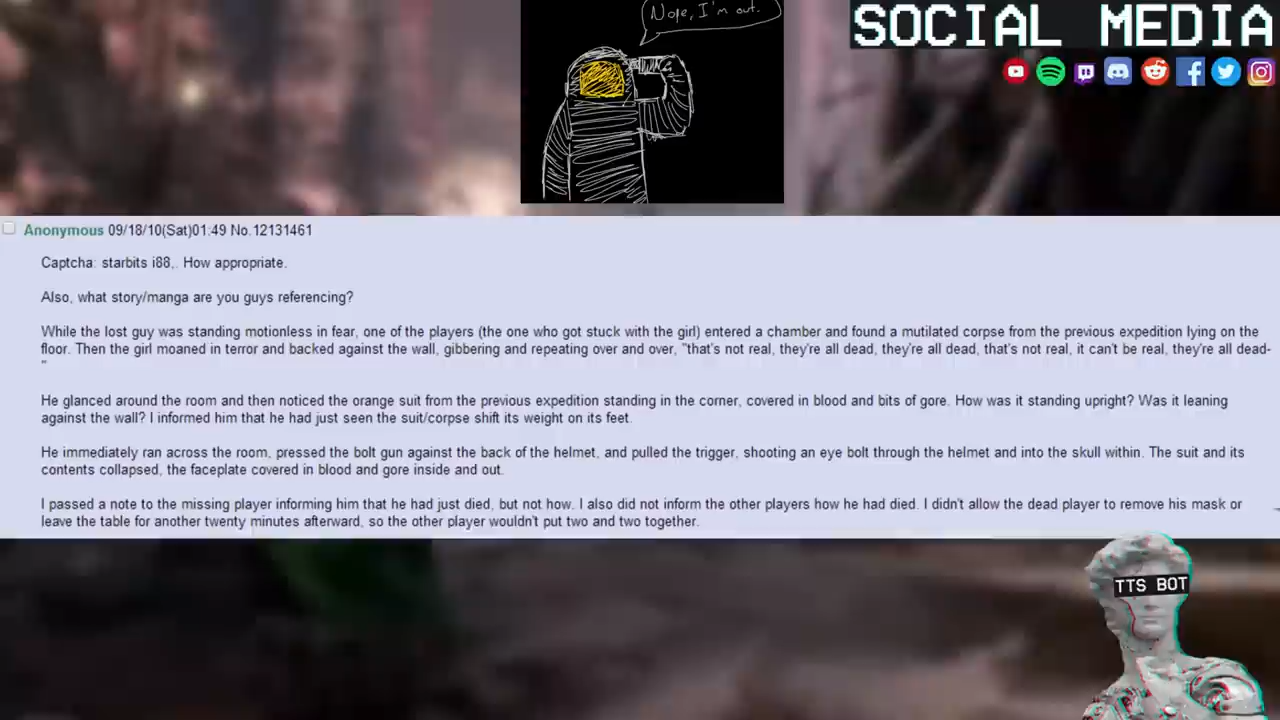 Nope, I'm out.
SOCIAL MEDIA
Anonymous 09/18/10(Sat)01:49 No.12131461
Captcha: starbits i88,. How appropriate.
Also, what story/manga are you guys referencing?
While the lost guy was standing motionless in fear, one of the players (the one who got stuck with the girl) entered a chamber and found a mutilated corpse from the previous expedition lying on the
floor. Then the girl moaned in terror and backed against the wall, gibbering and repeating over and over, "that's not real, they're all dead, they're all dead, that's not real, it can't be real, they're all dead-
"
He glanced around the room and then noticed the orange suit from the previous expedition standing in the corner, covered in blood and bits of gore. How was it standing upright? Was it leaning
against the wall? I informed him that he had just seen the suit/corpse shift its weight on its feet.
He immediately ran across the room, pressed the bolt gun against the back of the helmet, and pulled the trigger, shooting an eye bolt through the helmet and into the skull within. The suit and its
contents collapsed, the faceplate covered in blood and gore inside and out.
I passed a note to the missing player informing him that he had just died, but not how. I also did not inform the other players how he had died. I didn't allow the dead player to remove his mask or
leave the table for another twenty minutes afterward, so the other player wouldn't put two and two together.
TTS BOT